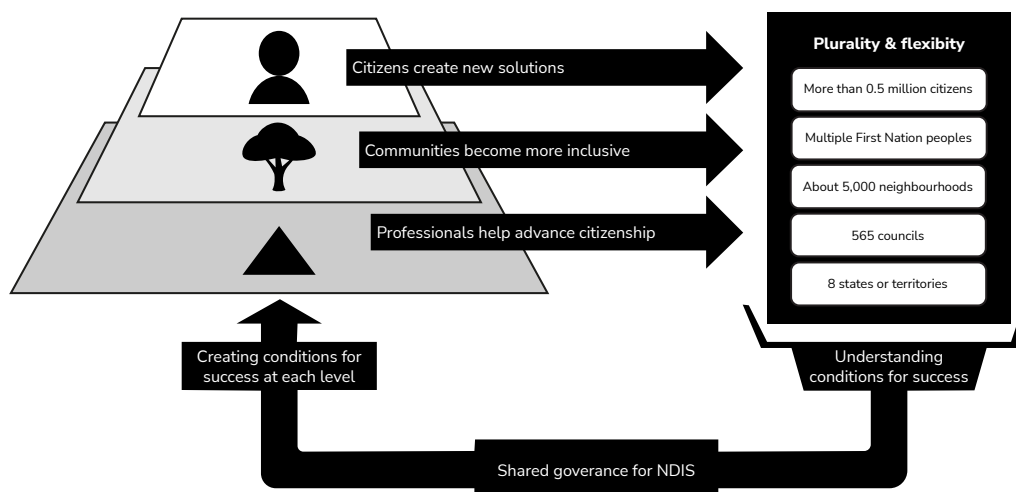 Plurality & flexibity
Citizens create new solutions
More than 0.5 million citizens
Multiple First Nation peoples
Communities become more inclusive
About 5,000 neighbourhoods
Professionals help advance citizenship
565 councils
8 states or territories
Creating conditions for
success at each level
Understanding
conditions for success
Shared goverance for NDIS